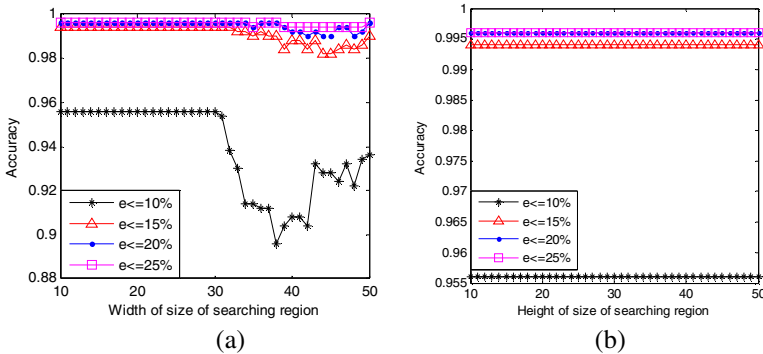 1
0.98
0.96
0.94
0.92
0.9
0.88
Accuracy
e<=10%
e<=15%
e<=20%
e<=25%
10 20 30 40 50
Width of size of searching region
(a)
0.995
0.99
0.985
0.98
0.975
0.97
0.965
0.96
0.955
Accuracy
e<=10%
e<=15%
e<=20%
e<=25%
10 20 30 40 50
Height of size of searching region
(b)